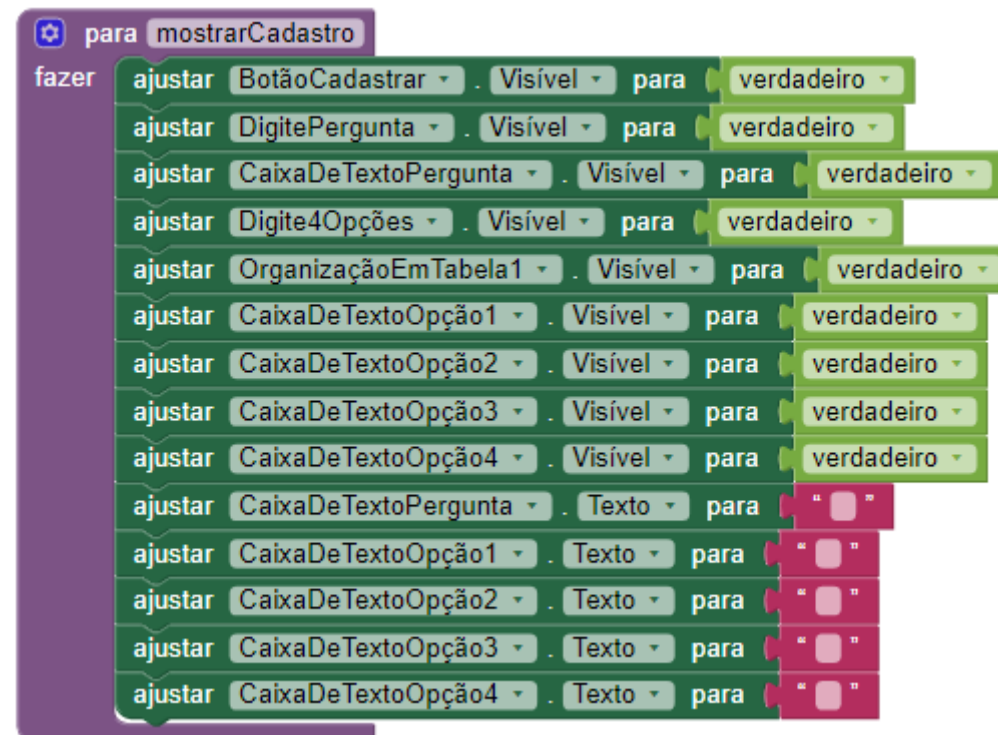 para mostrarCadastro
fazer ajustar BotãoCadastrar . Visível para verdadeiro
ajustar DigitePergunta . Visível para verdadeiro
ajustar CaixaDeTextoPergunta . Visível para verdadeiro
ajustar Digite4Opções . Visível para verdadeiro
ajustar OrganizaçãoEmTabela1 . Visível para verdadeiro
ajustar CaixaDeTextoOpção1 . Visível para verdadeiro
ajustar CaixaDeTextoOpção2 . Visível para verdadeiro
ajustar CaixaDeTextoOpção3 . Visível para verdadeiro
ajustar CaixaDeTextoOpção4 . Visível para verdadeiro
ajustar CaixaDeTextoPergunta . Texto para “ ”
ajustar CaixaDeTextoOpção1 . Texto para “ ”
ajustar CaixaDeTextoOpção2 . Texto para “ ”
ajustar CaixaDeTextoOpção3 . Texto para “ ”
ajustar CaixaDeTextoOpção4 . Texto para “ ”